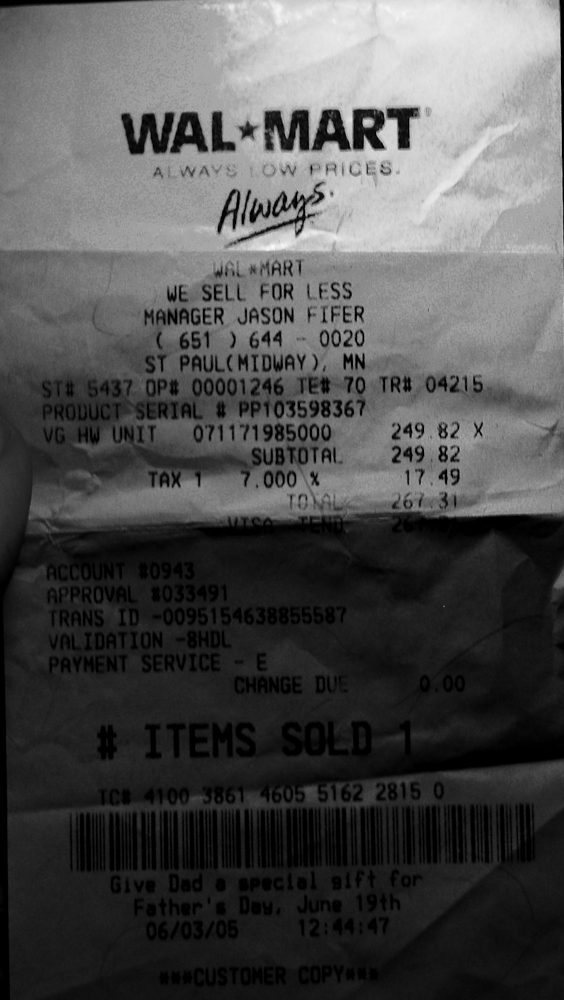 WAL★MART®
ALWAYS LOW PRICES.
Always.
WAL*MART
WE SELL FOR LESS
MANAGER JASON FIFER
( 651 ) 644 - 0020
ST PAUL(MIDWAY), MN
ST# 5437 OP# 00001246 TE# 70 TR# 04215
PRODUCT SERIAL # PP103598367
VG HW UNIT 071171985000 249.82 X
SUBTOTAL 249.82
TAX 1 7.000 % 17.49
TOTAL 267.31
VISA TEND 267.31
ACCOUNT #0943
APPROVAL #033491
TRANS ID -0095154638855587
VALIDATION -8HDL
PAYMENT SERVICE - E
CHANGE DUE 0.00
# ITEMS SOLD 1
TC# 4100 3861 4605 5162 2815 0
Give Dad a special gift for
Father's Day, June 19th
06/03/05 12:44:47
***CUSTOMER COPY***